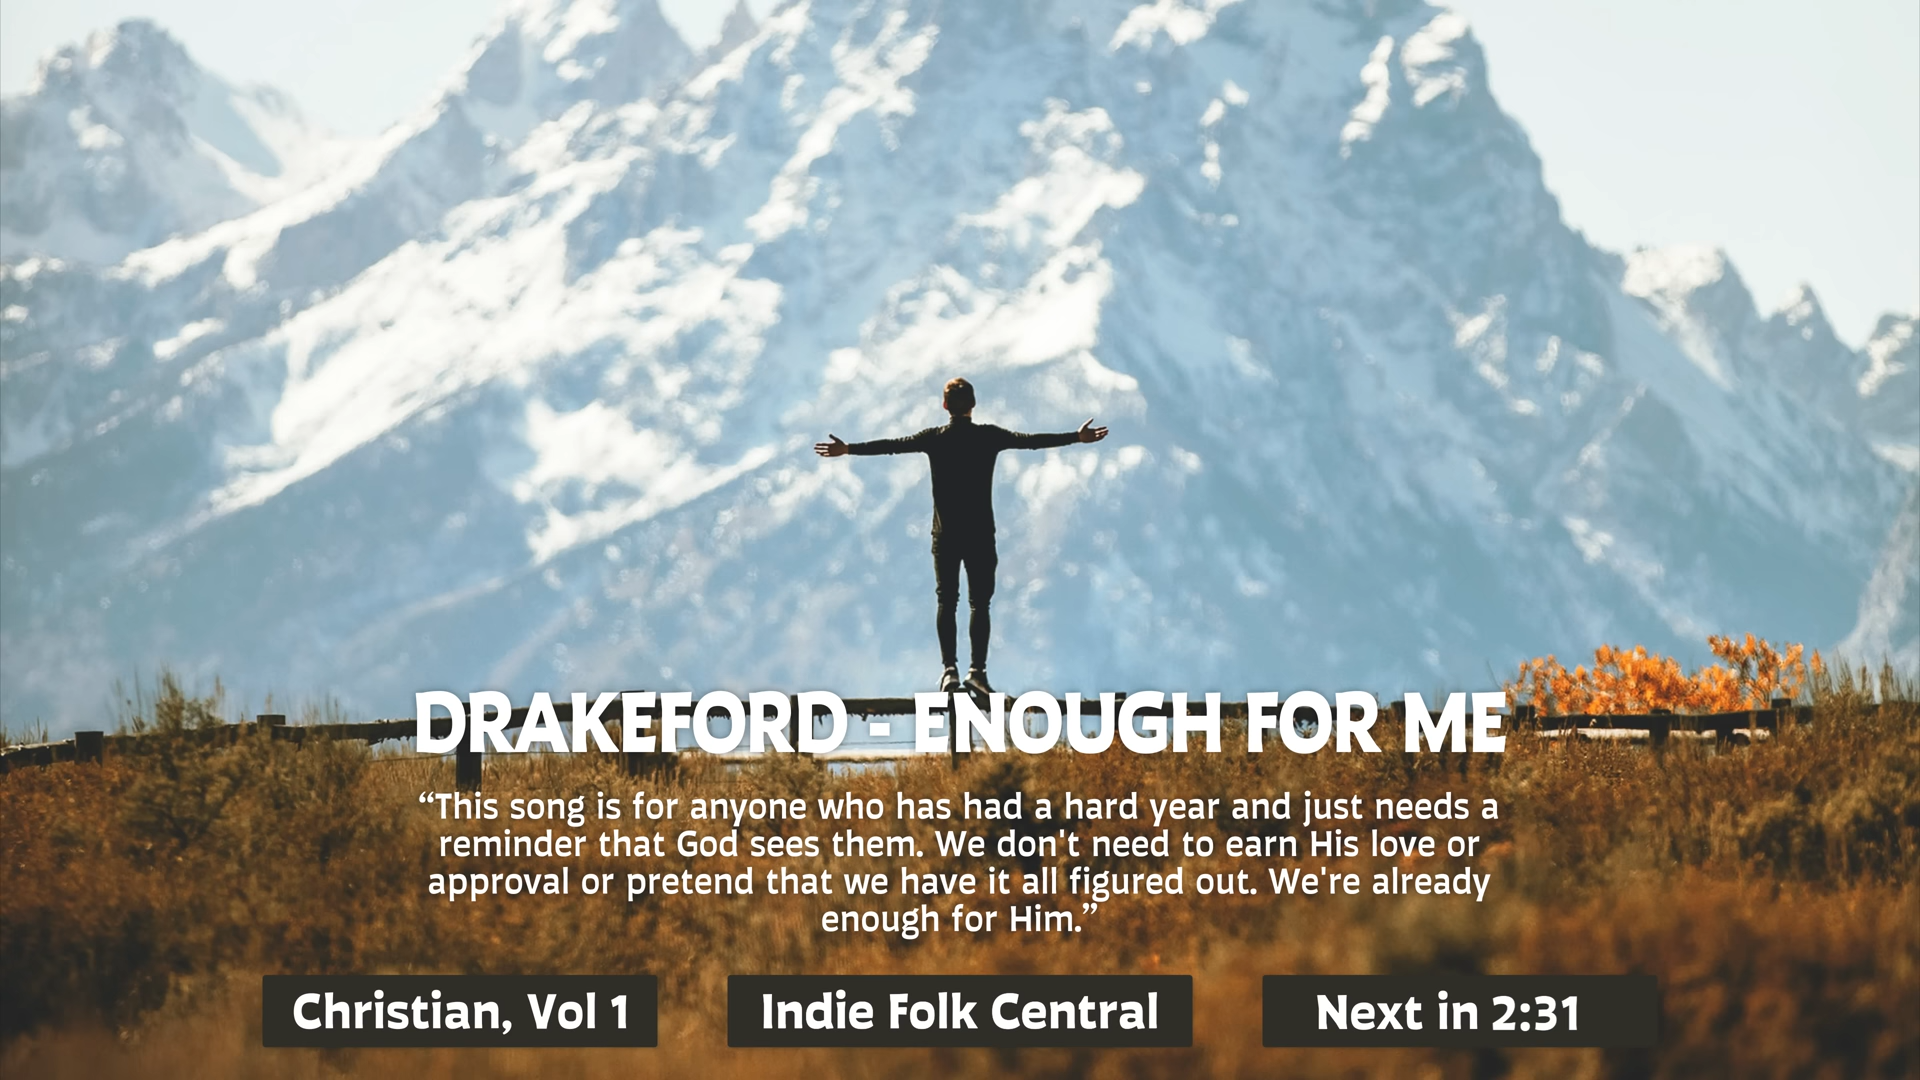 DRAKEFORD - ENOUGH FOR ME
“This song is for anyone who has had a hard year and just needs a
reminder that God sees them. We don't need to earn His love or
approval or pretend that we have it all figured out. We're already
enough for Him.”
Christian, Vol 1
Indie Folk Central
Next in 2:31